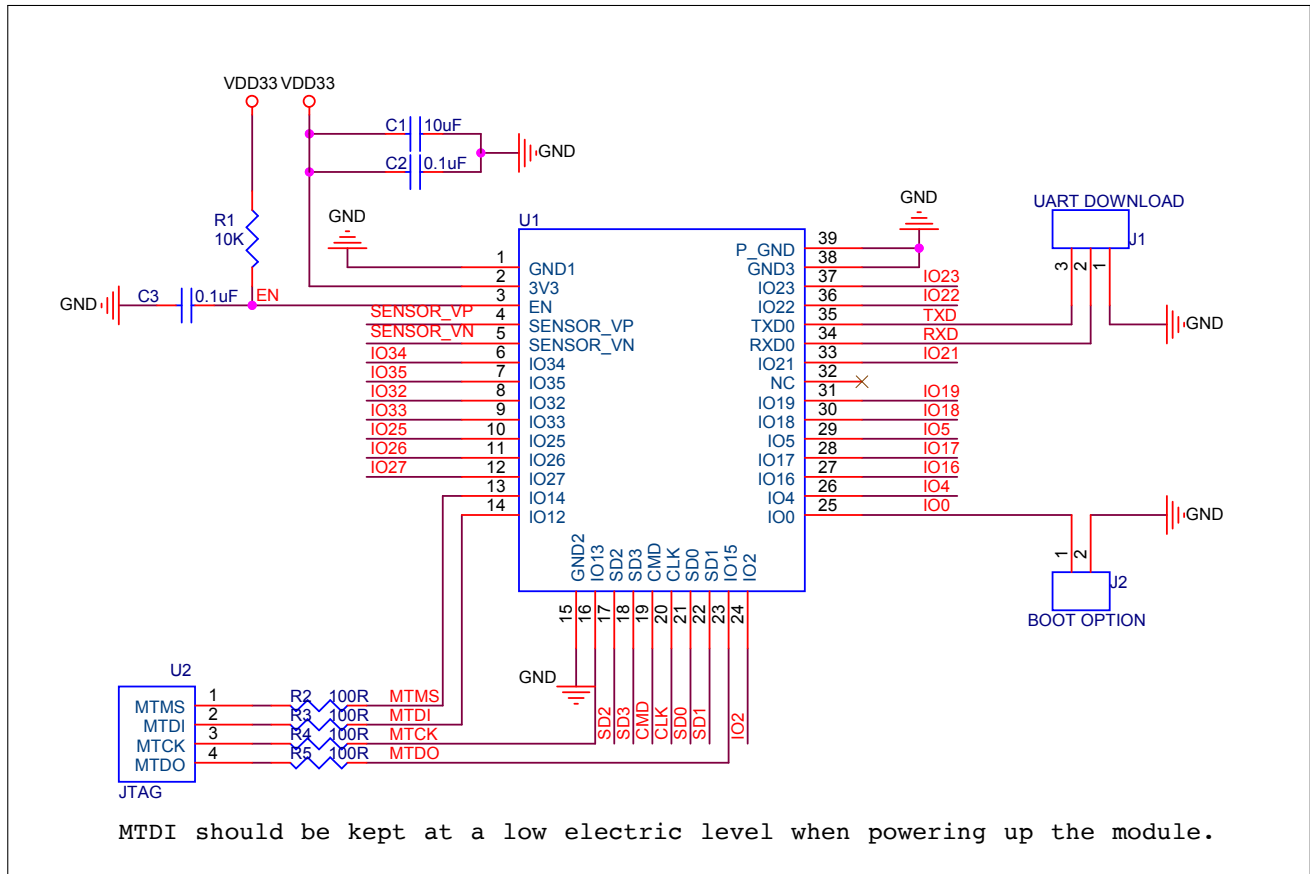 VDD33 VDD33
C1 10uF
C2 0.1uF
GND
R1
10K
GND
C3 0.1uF EN
GND
U1
1 GND1
2 3V3
3 EN
SENSOR_VP 4 SENSOR_VP
SENSOR_VN 5 SENSOR_VN
IO34 6 IO34
IO35 7 IO35
IO32 8 IO32
IO33 9 IO33
IO25 10 IO25
IO26 11 IO26
IO27 12 IO27
13 IO14
14 IO12
GND
P_GND 39
GND3 38
IO23 37 IO23
IO22 36 IO22
TXD0 35 TXD
RXD0 34 RXD
IO21 33 IO21
NC 32
IO19 31 IO19
IO18 30 IO18
IO5 29 IO5
IO17 28 IO17
IO16 27 IO16
IO4 26 IO4
IO0 25 IO0
UART DOWNLOAD
J1
3 2 1
GND
GND
1 2
J2
BOOT OPTION
GND2 IO13 SD2 SD3 CMD CLK SD0 SD1 IO15 IO2
15 16 17 18 19 20 21 22 23 24
GND
SD2 SD3 CMD CLK SD0 SD1 IO2
U2
MTMS 1 R2 100R MTMS
MTDI 2 R3 100R MTDI
MTCK 3 R4 100R MTCK
MTDO 4 R5 100R MTDO
JTAG
MTDI should be kept at a low electric level when powering up the module.